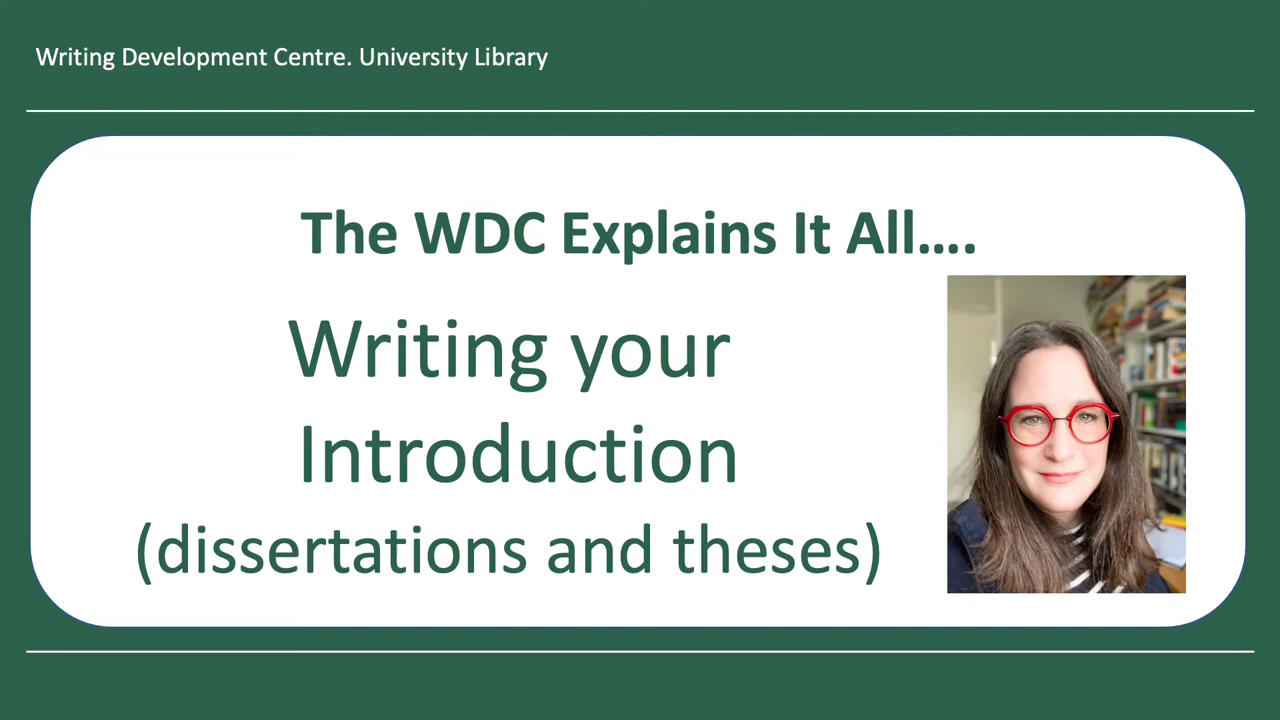 Writing Development Centre. University Library
The WDC Explains It All....
Writing your
Introduction
(dissertations and theses)